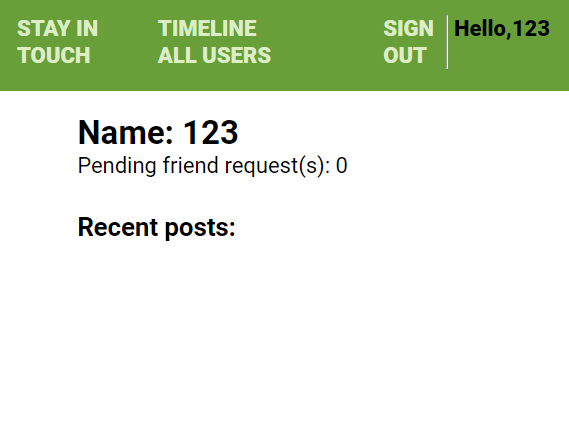 STAY IN TOUCH
TIMELINE
ALL USERS
SIGN OUT
Hello,123
Name: 123
Pending friend request(s): 0
Recent posts: